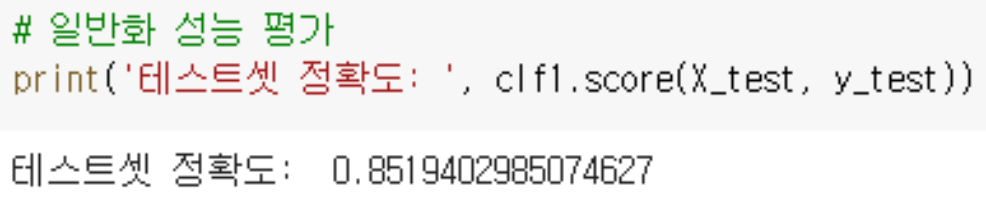 # 일반화 성능 평가
print('테스트셋 정확도: ', clf1.score(X_test, y_test))
테스트셋 정확도:  0.8519402985074627